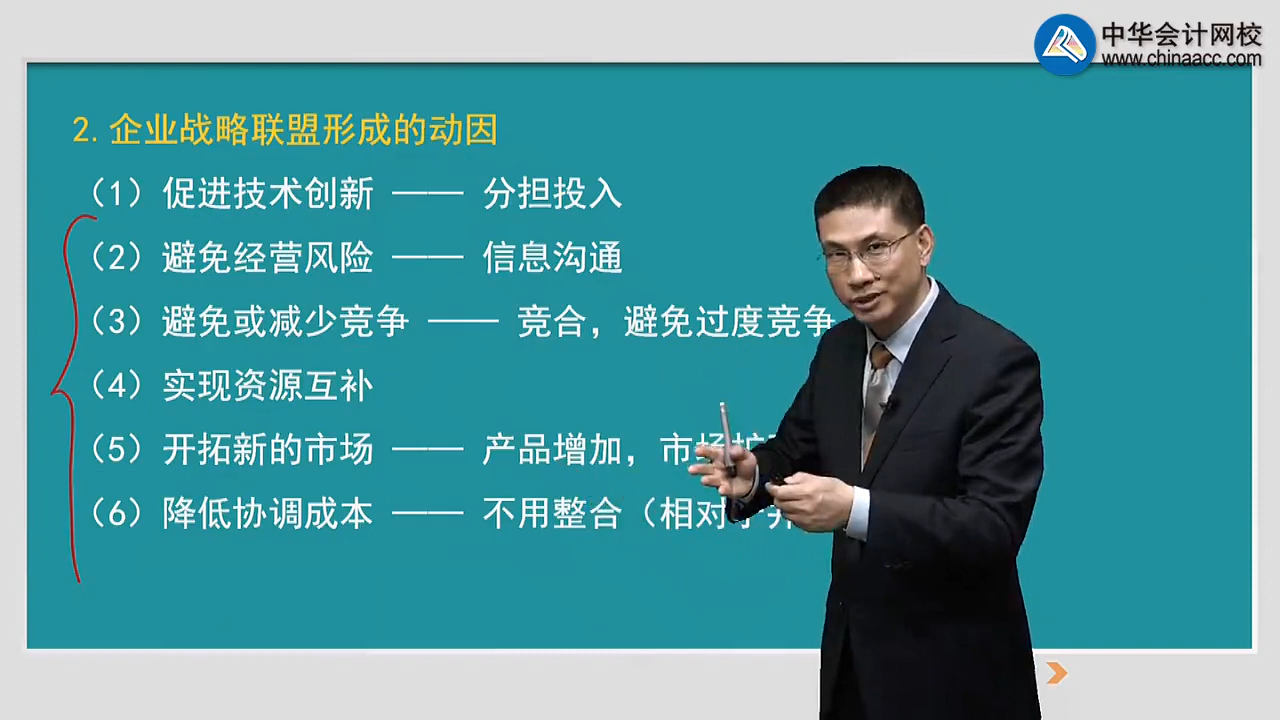 中华会计网校
www.chinaacc.com
2.企业战略联盟形成的动因
（1）促进技术创新 —— 分担投入
（2）避免经营风险 —— 信息沟通
（3）避免或减少竞争 —— 竞合，避免过度竞争
（4）实现资源互补
（5）开拓新的市场 —— 产品增加，市场
（6）降低协调成本 —— 不用整合（相对于